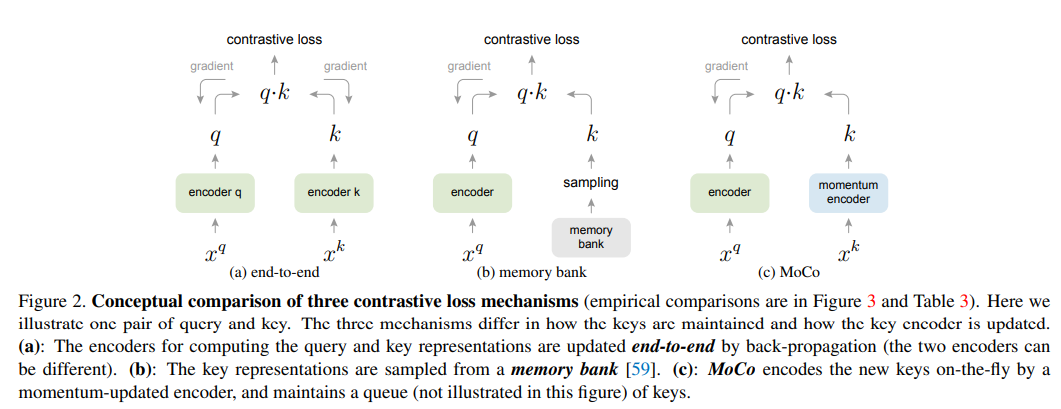 contrastive loss
gradient gradient
q·k
q k
encoder q encoder k
x^q x^k
(a) end-to-end
contrastive loss
gradient
q·k
q k
encoder sampling
memory
bank
x^q
(b) memory bank
contrastive loss
gradient
q·k
q k
encoder momentum
encoder
x^q x^k
(c) MoCo
Figure 2. Conceptual comparison of three contrastive loss mechanisms (empirical comparisons are in Figure 3 and Table 3). Here we
illustrate one pair of query and key. The three mechanisms differ in how the keys are maintained and how the key encoder is updated.
(a): The encoders for computing the query and key representations are updated end-to-end by back-propagation (the two encoders can
be different). (b): The key representations are sampled from a memory bank [59]. (c): MoCo encodes the new keys on-the-fly by a
momentum-updated encoder, and maintains a queue (not illustrated in this figure) of keys.